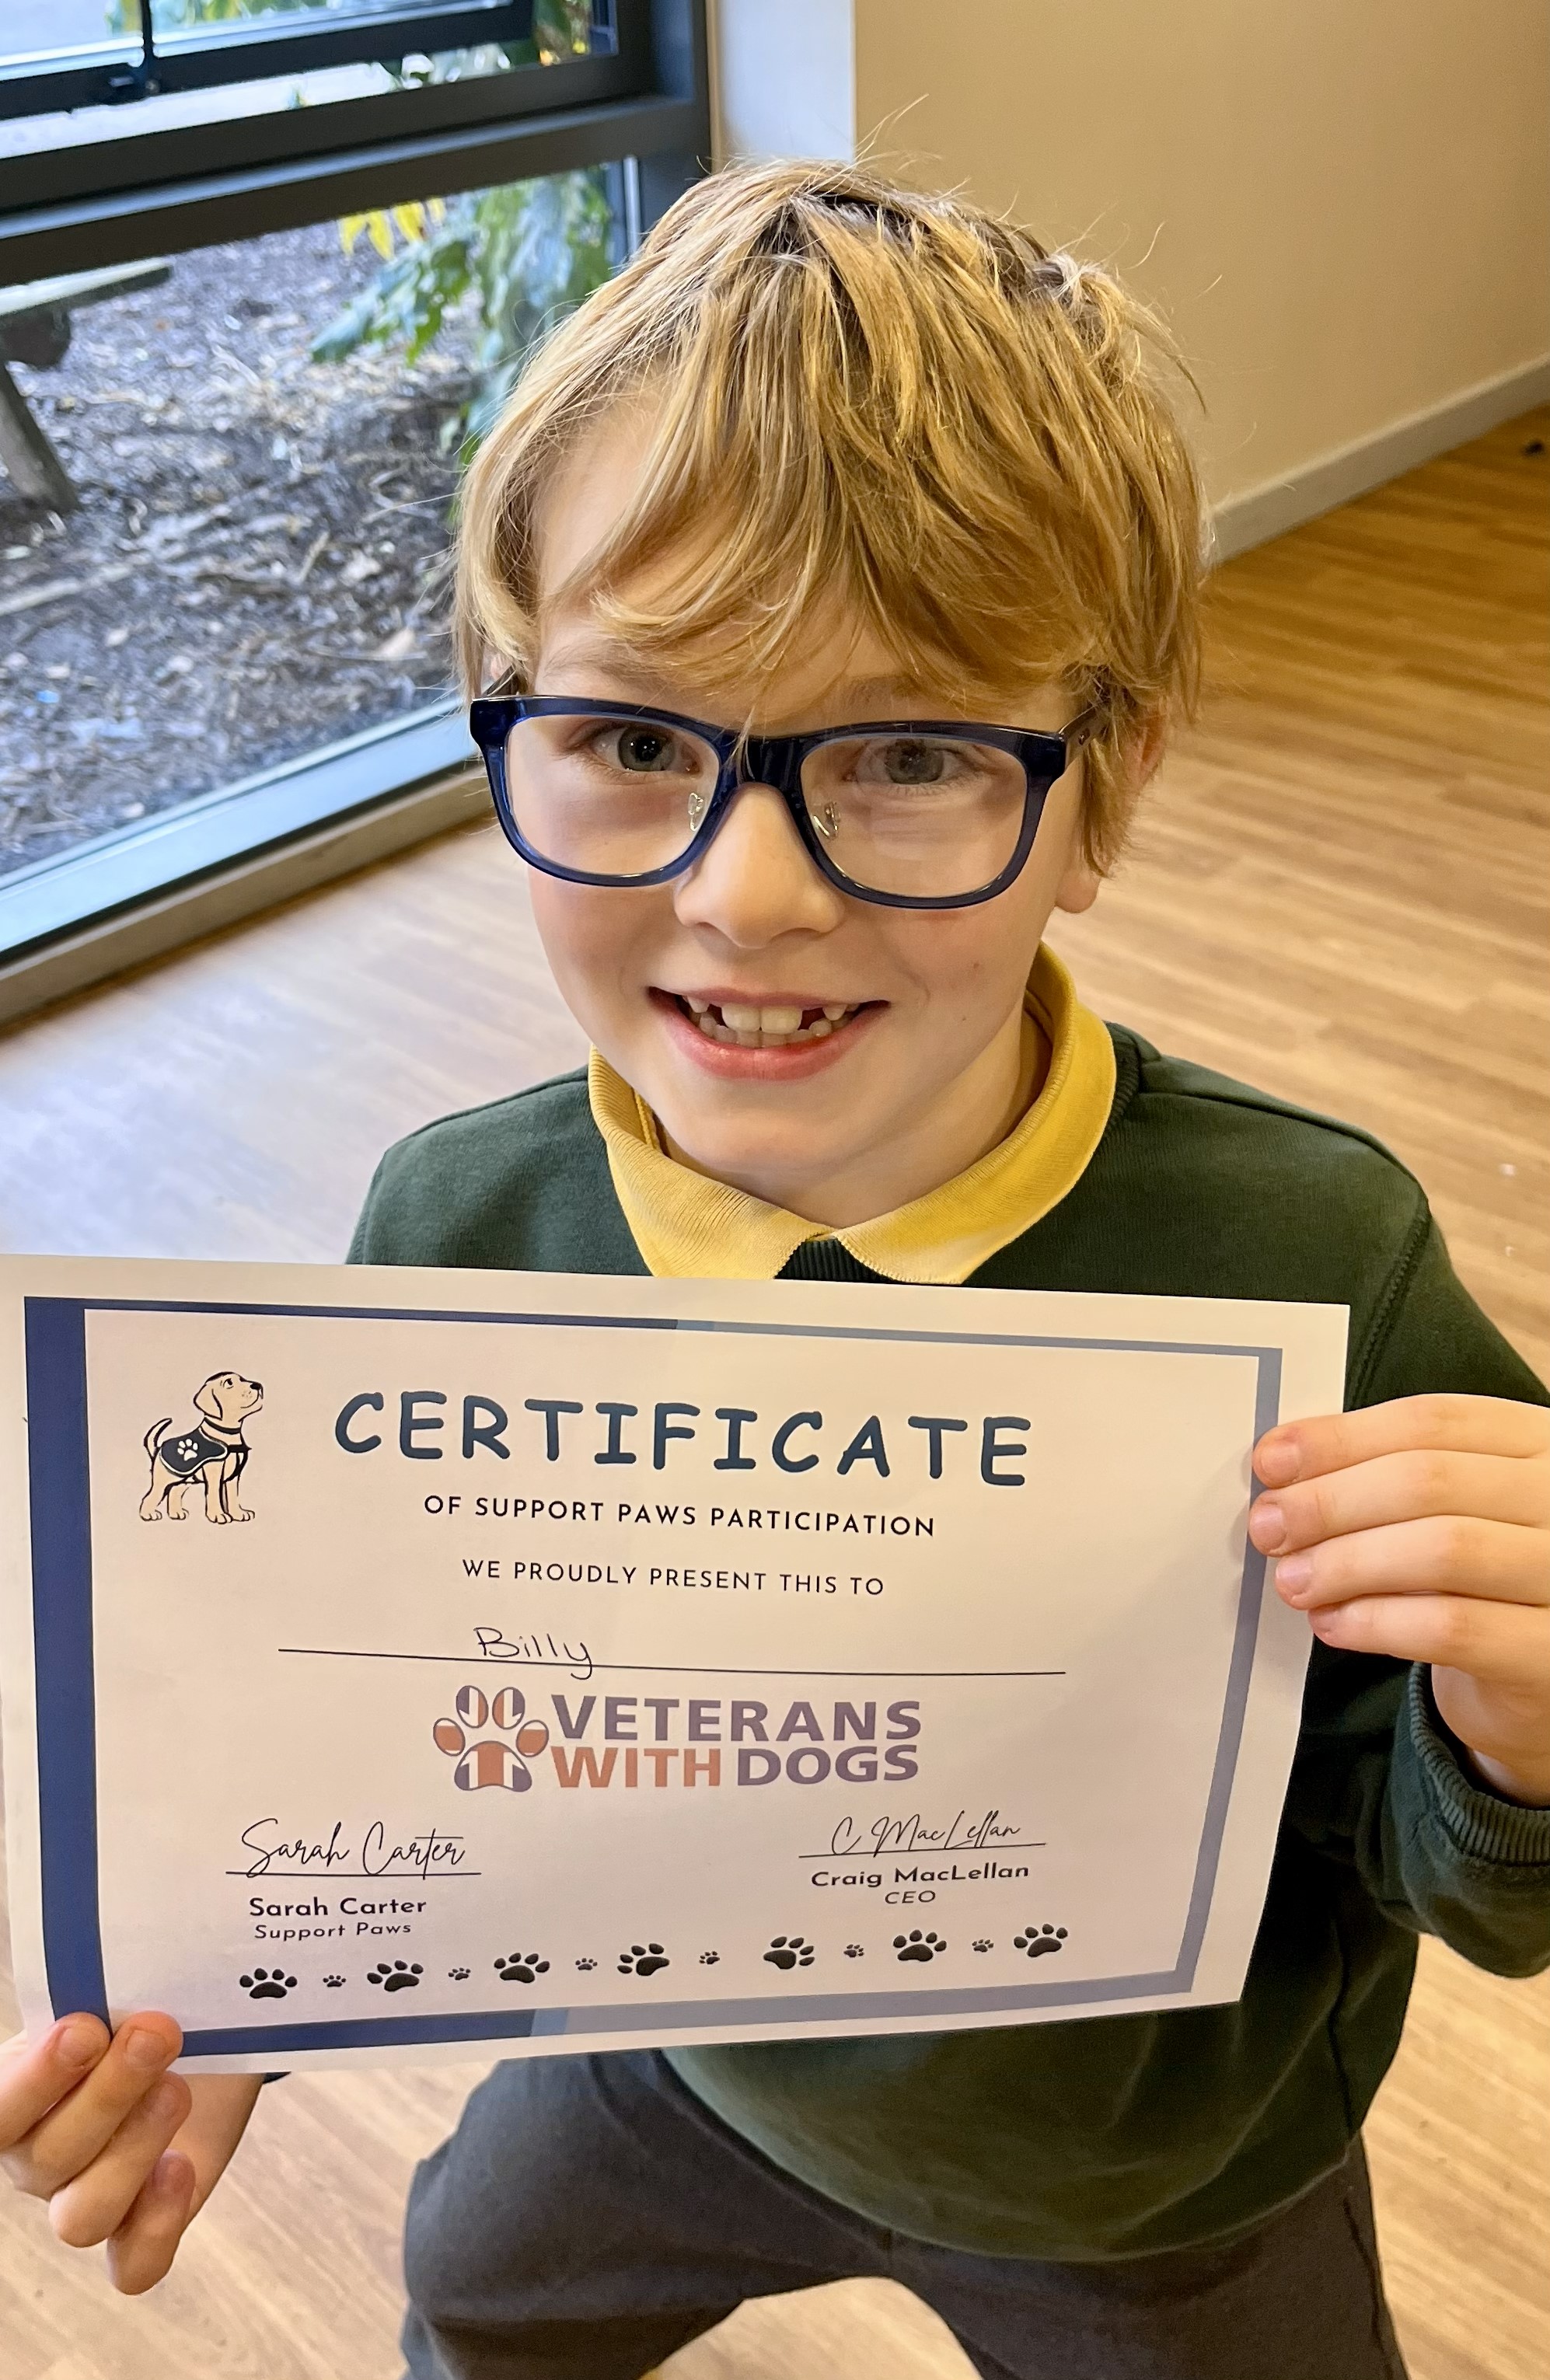 CERTIFICATE
OF SUPPORT PAWS PARTICIPATION
WE PROUDLY PRESENT THIS TO
Billy
VETERANS
WITH DOGS
Sarah Carter
Sarah Carter
Support Paws
C MacLellan
Craig MacLellan
CEO